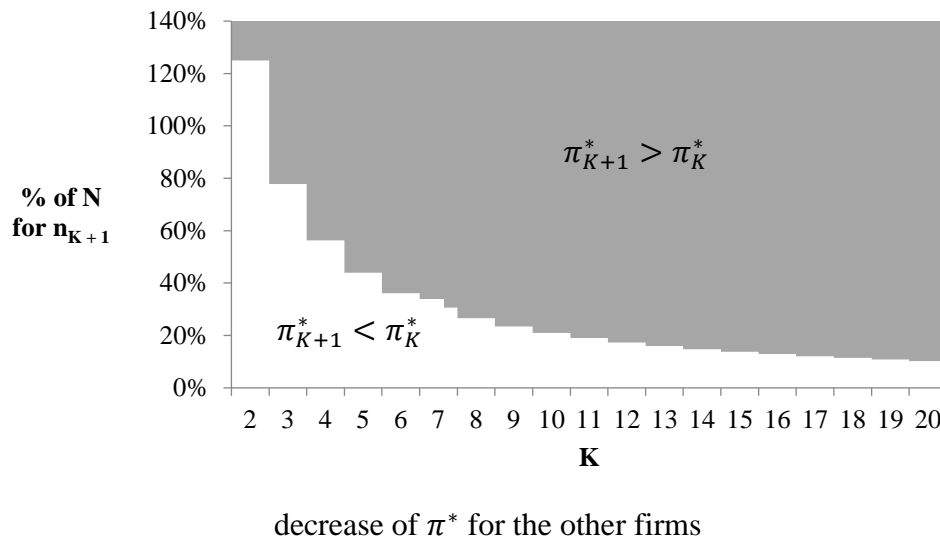 140%
120%
100%
80%
60%
40%
20%
0%
% of N
for n_{K + 1}
π*_{K+1} > π*_K
π*_{K+1} < π*_K
2 3 4 5 6 7 8 9 10 11 12 13 14 15 16 17 18 19 20
K
decrease of π* for the other firms